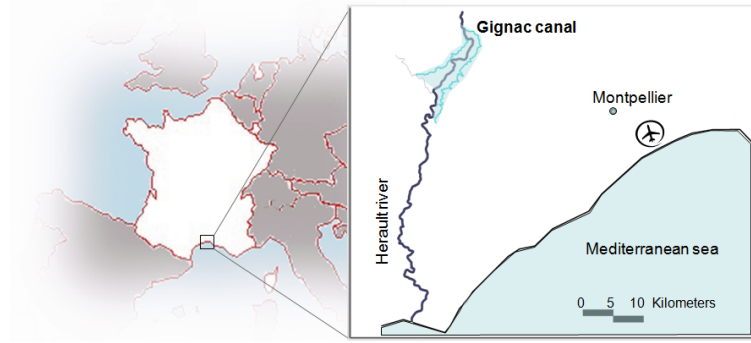 Gignac canal
Montpellier
Herault river
Mediterranean sea
0 5 10 Kilometers